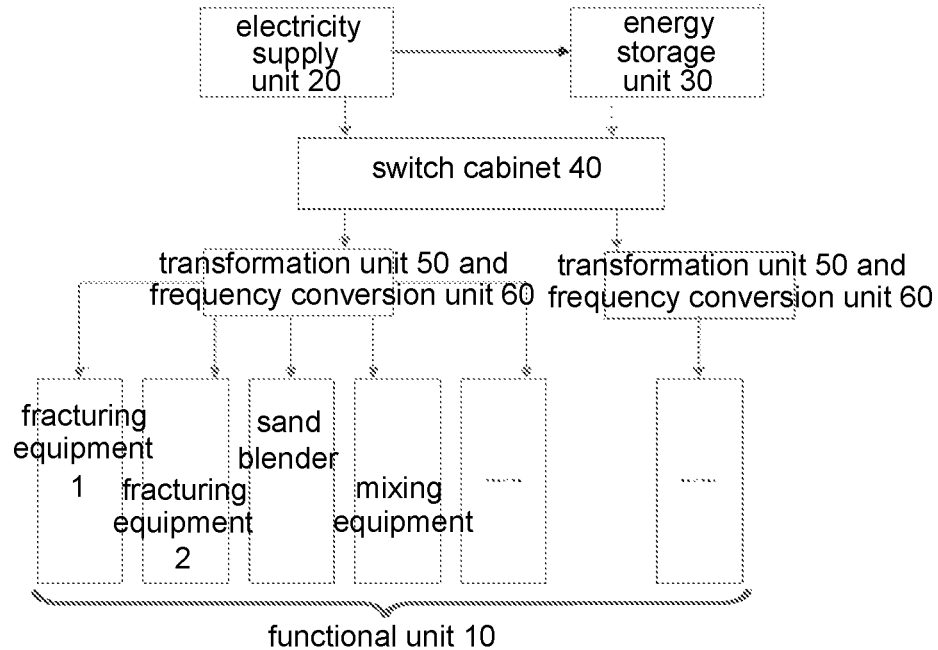 electricity
supply
unit 20
energy
storage
unit 30
switch cabinet 40
transformation unit 50 and
frequency conversion unit 60
transformation unit 50 and
frequency conversion unit 60
fracturing
equipment
1
fracturing
equipment
2
sand
blender
mixing
equipment
......
......
functional unit 10